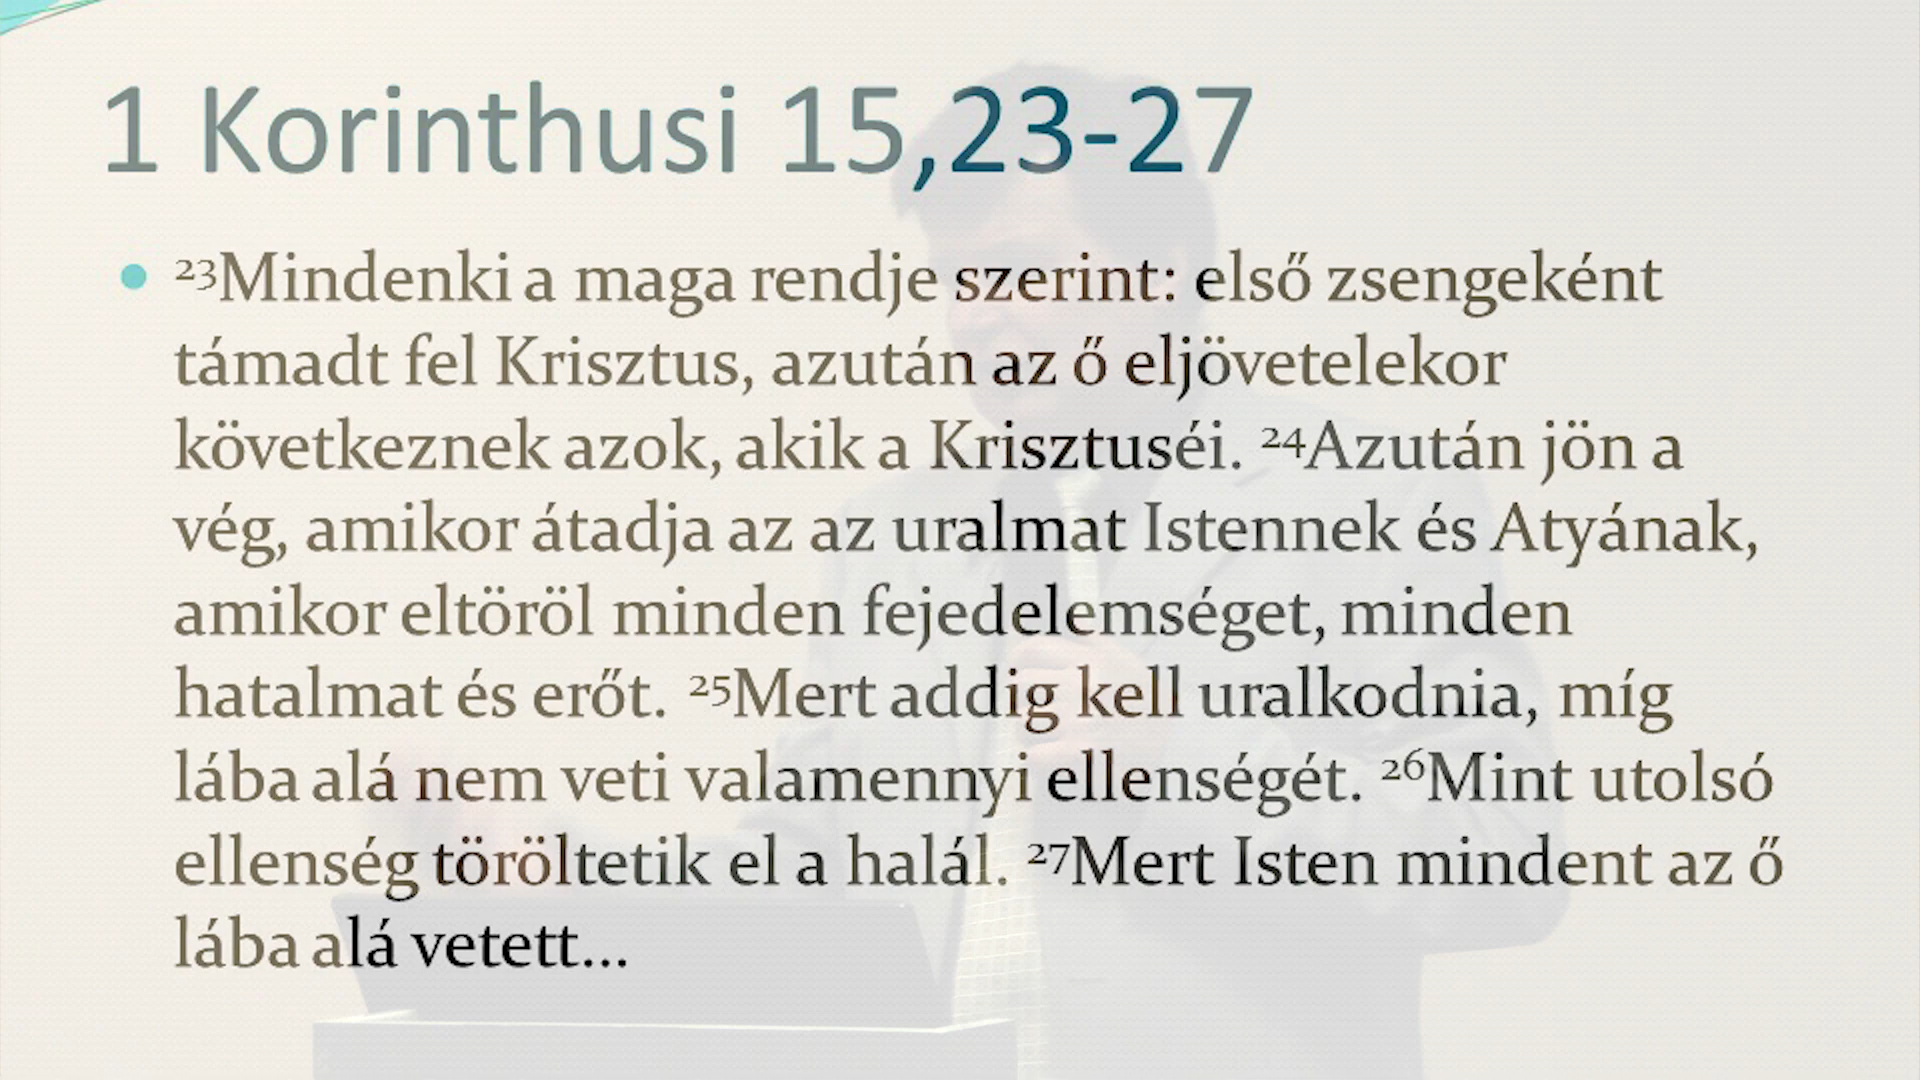 1 Korinthusi 15,23-27
23Mindenki a maga rendje szerint: első zsengeként
támadt fel Krisztus, azután az ő eljövetelekor
következnek azok, akik a Krisztuséi. 24Azután jön a
vég, amikor átadja az az uralmat Istennek és Atyának,
amikor eltöröl minden fejedelemséget, minden
hatalmat és erőt. 25Mert addig kell uralkodnia, míg
lába alá nem veti valamennyi ellenségét. 26Mint utolsó
ellenség töröltetik el a halál. 27Mert Isten mindent az ő
lába alá vetett...